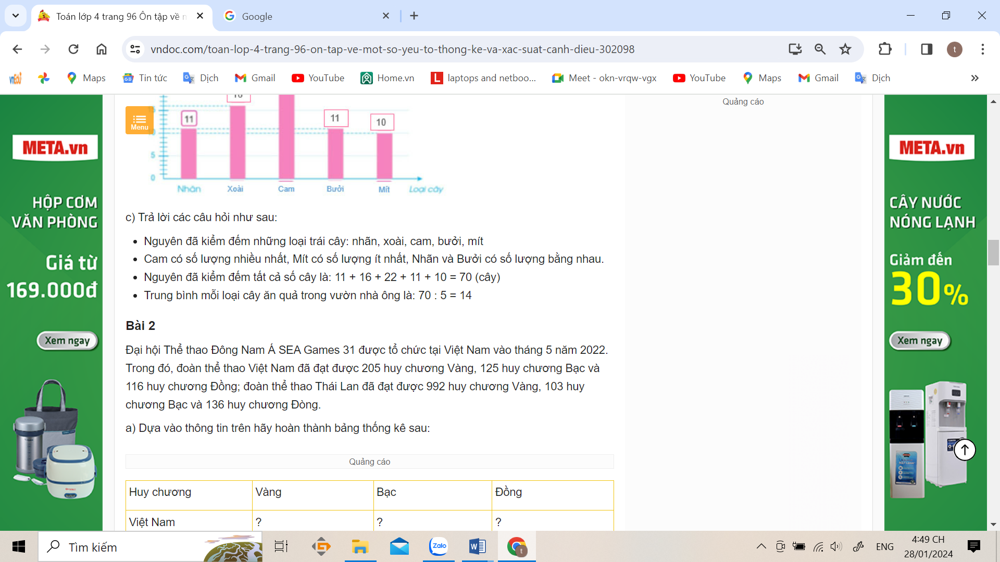 Toán lớp 4 trang 96 Ôn tập về
Google
vndoc.com/toan-lop-4-trang-96-on-tap-ve-mot-so-yeu-to-thong-ke-va-xac-suat-canh-dieu-302098
t
vnEdu
Maps
Tin tức
Dịch
Gmail
YouTube
Home.vn
laptops and netboo...
Meet - okn-vrqw-vgx
YouTube
Maps
Gmail
Dịch
META.vn
HỘP CƠM
VĂN PHÒNG
Giá từ
169.000đ
Xem ngay
Menu
15
16
11
11
10
10
5
0
Nhãn
Xoài
Cam
Bưởi
Mít
Loại cây
c) Trả lời các câu hỏi như sau:
Nguyên đã kiểm đếm những loại trái cây: nhãn, xoài, cam, bưởi, mít
Cam có số lượng nhiều nhất, Mít có số lượng ít nhất, Nhãn và Bưởi có số lượng bằng nhau.
Nguyên đã kiểm đếm tất cả số cây là: 11 + 16 + 22 + 11 + 10 = 70 (cây)
Trung bình mỗi loại cây ăn quả trong vườn nhà ông là: 70 : 5 = 14
Bài 2
Đại hội Thể thao Đông Nam Á SEA Games 31 được tổ chức tại Việt Nam vào tháng 5 năm 2022.
Trong đó, đoàn thể thao Việt Nam đã đạt được 205 huy chương Vàng, 125 huy chương Bạc và
116 huy chương Đồng; đoàn thể thao Thái Lan đã đạt được 992 huy chương Vàng, 103 huy
chương Bạc và 136 huy chương Đòng.
a) Dựa vào thông tin trên hãy hoàn thành bảng thống kê sau:
Quảng cáo
Huy chương Vàng Bạc Đồng
Việt Nam ? ? ?
Quảng cáo
META.vn
CÂY NƯỚC
NÓNG LẠNH
Giảm đến
30%
Xem ngay
Tìm kiếm
Zalo
t
ENG
4:49 CH
28/01/2024